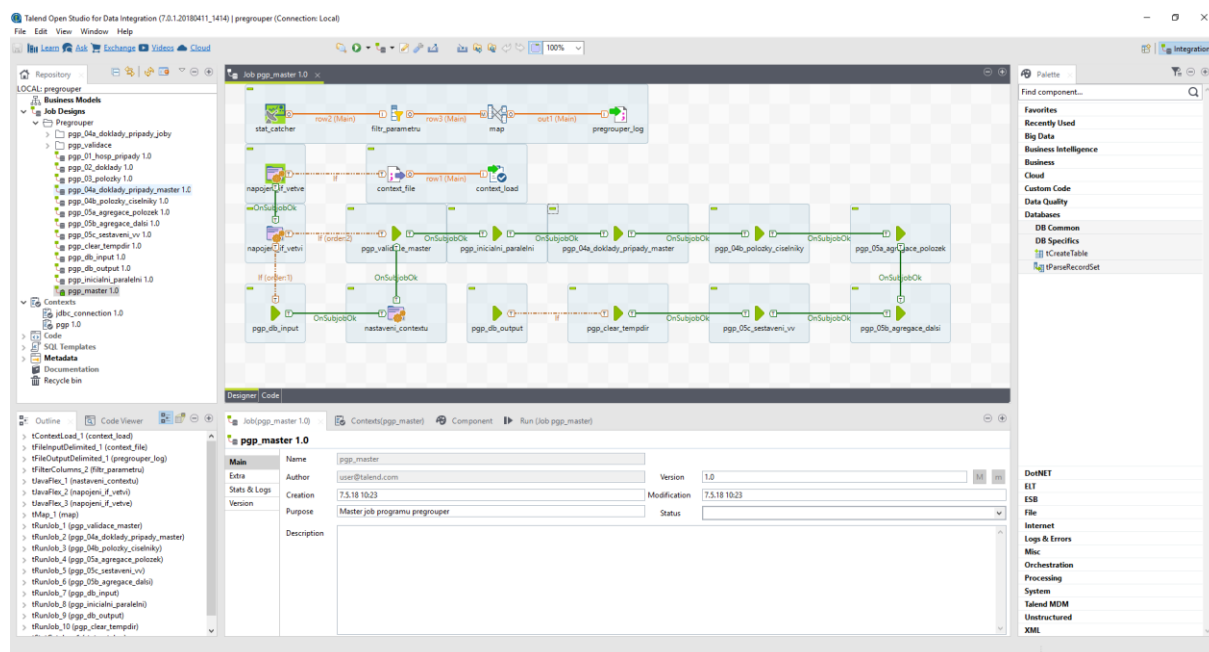 Talend Open Studio for Data Integration (7.0.1.20180411_1414) | pregrouper (Connection: Local)
File Edit View Window Help
Learn Ask Exchange Videos Cloud
100%
Integration
Repository
LOCAL: pregrouper
Business Models
Job Designs
Pregrouper
pgp_04a_doklady_pripady_joby
pgp_validace
pgp_01_hosp_pripady 1.0
pgp_02_doklady 1.0
pgp_03_polozky 1.0
pgp_04a_doklady_pripady_master 1.0
pgp_04b_polozky_ciselniky 1.0
pgp_05a_agregace_polozek 1.0
pgp_05b_agregace_dalsi 1.0
pgp_05c_sestaveni_vv 1.0
pgp_clear_tempdir 1.0
pgp_db_input 1.0
pgp_db_output 1.0
pgp_inicialni_paralelni 1.0
pgp_master 1.0
Contexts
jdbc_connection 1.0
pgp 1.0
Code
SQL Templates
Metadata
Documentation
Recycle bin
Job pgp_master 1.0
row2 (Main) row3 (Main) out1 (Main)
stat_catcher filtr_parametru map pregrouper_log
If row1 (Main)
napojeni_if_vetve context_file context_load
OnSubjobOk
If (order:2) OnSubjobOk OnSubjobOk OnSubjobOk OnSubjobOk
napojeni_if_vetvi pgp_validace_master pgp_inicialni_paralelni pgp_04a_doklady_pripady_master pgp_04b_polozky_ciselniky pgp_05a_agregace_polozek
If (order:1) OnSubjobOk OnSubjobOk
OnSubjobOk If OnSubjobOk OnSubjobOk
pgp_db_input nastaveni_contextu pgp_db_output pgp_clear_tempdir pgp_05c_sestaveni_vv pgp_05b_agregace_dalsi
Designer Code
Palette
Find component...
Favorites
Recently Used
Big Data
Business Intelligence
Business
Cloud
Custom Code
Data Quality
Databases
DB Common
DB Specifics
tCreateTable
tParseRecordSet
DotNET
ELT
ESB
File
Internet
Logs & Errors
Misc
Orchestration
Processing
System
Talend MDM
Unstructured
XML
Outline Code Viewer
tContextLoad_1 (context_load)
tFileInputDelimited_1 (context_file)
tFileOutputDelimited_1 (pregrouper_log)
tFilterColumns_2 (filtr_parametru)
tJavaFlex_1 (nastaveni_contextu)
tJavaFlex_2 (napojeni_if_vetvi)
tJavaFlex_3 (napojeni_if_vetve)
tMap_1 (map)
tRunJob_1 (pgp_validace_master)
tRunJob_2 (pgp_04a_doklady_pripady_master)
tRunJob_3 (pgp_04b_polozky_ciselniky)
tRunJob_4 (pgp_05a_agregace_polozek)
tRunJob_5 (pgp_05c_sestaveni_vv)
tRunJob_6 (pgp_05b_agregace_dalsi)
tRunJob_7 (pgp_db_input)
tRunJob_8 (pgp_inicialni_paralelni)
tRunJob_9 (pgp_db_output)
tRunJob_10 (pgp_clear_tempdir)
Job(pgp_master 1.0) Contexts(pgp_master) Component Run (Job pgp_master)
pgp_master 1.0
Main
Extra
Stats & Logs
Version
Name pgp_master
Author user@talend.com Version 1.0 M m
Creation 7.5.18 10:23 Modification 7.5.18 10:23
Purpose Master job programu pregrouper Status
Description